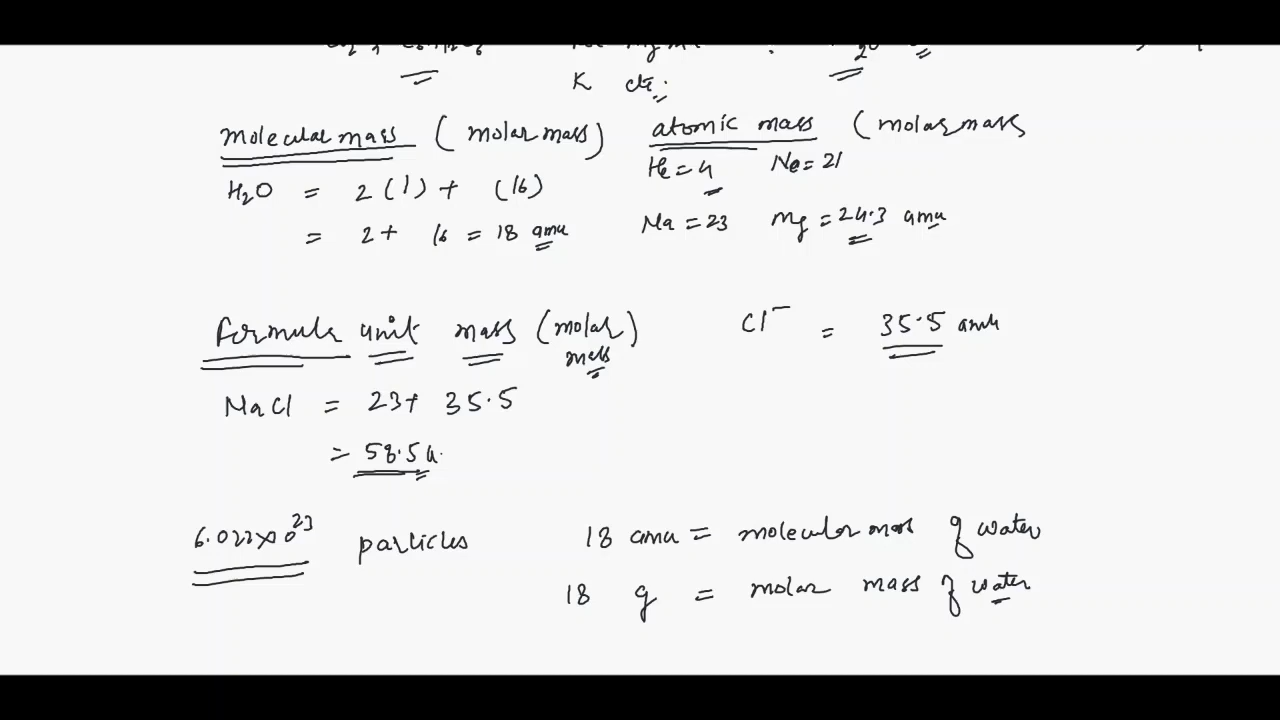 K etc;
molecular mass (molar mass)
atomic mass (molar mass
H₂O = 2 (1) + (16)
= 2 + 16 = 18 amu
He = 4 Ne = 21
Na = 23 Mg = 24.3 amu
Formula unit mass (molar mass)
Cl⁻ = 35.5 amu
NaCl = 23 + 35.5
= 58.5 u.
6.022×10²³ particles
18 amu = molecular mass of water
18 g = molar mass of water